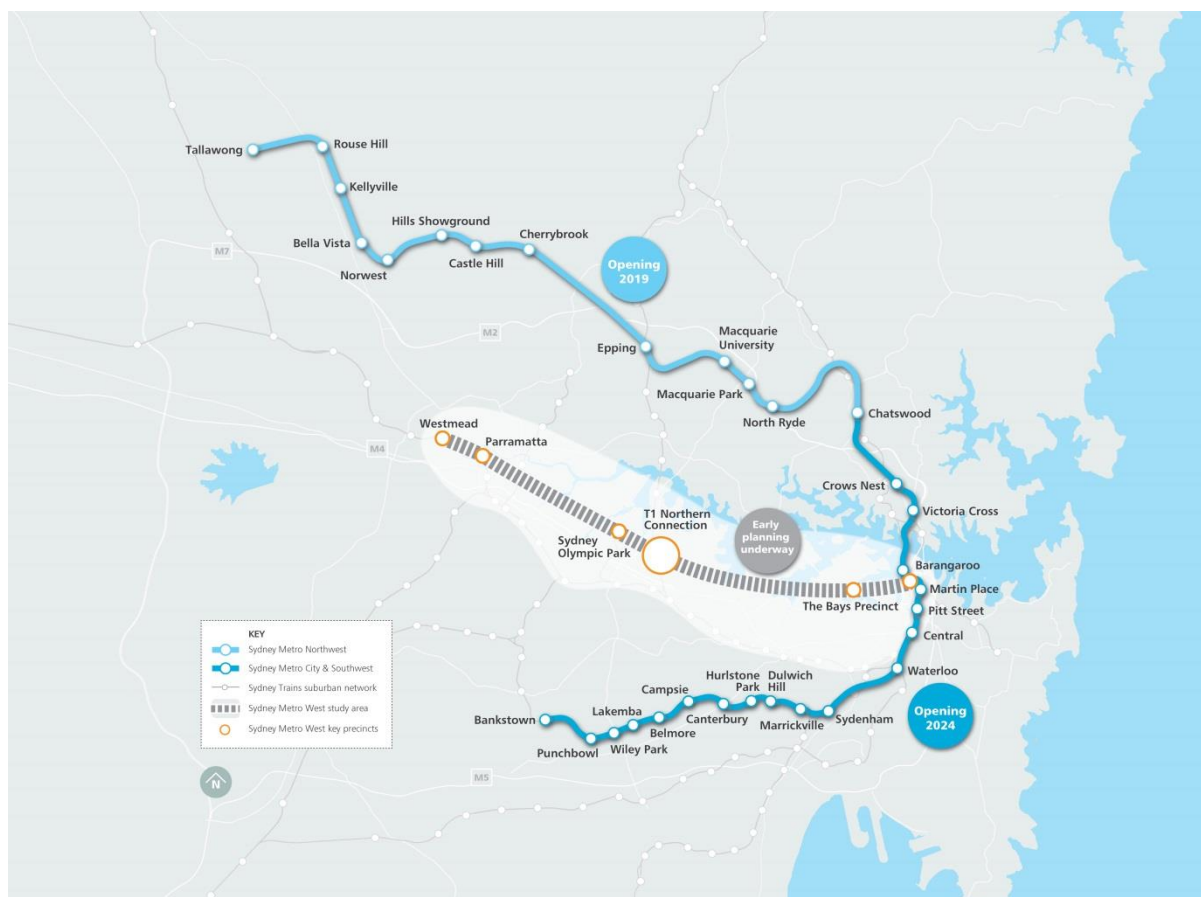 Tallawong
Rouse Hill
Kellyville
Bella Vista
Norwest
Hills Showground
Castle Hill
Cherrybrook
Opening
2019
M7
M2
Epping
Macquarie
University
Macquarie Park
North Ryde
Chatswood
Westmead
Parramatta
M4
Crows Nest
Victoria Cross
T1 Northern
Connection
Sydney
Olympic Park
Early
planning
underway
Barangaroo
Martin Place
The Bays Precinct
Pitt Street
Central
Waterloo
KEY
Sydney Metro Northwest
Sydney Metro City & Southwest
Sydney Trains suburban network
Sydney Metro West study area
Sydney Metro West key precincts
Bankstown
Punchbowl
Lakemba
Wiley Park
Belmore
Campsie
Canterbury
Hurlstone
Park
Dulwich
Hill
Marrickville
Sydenham
Opening
2024
M5
N